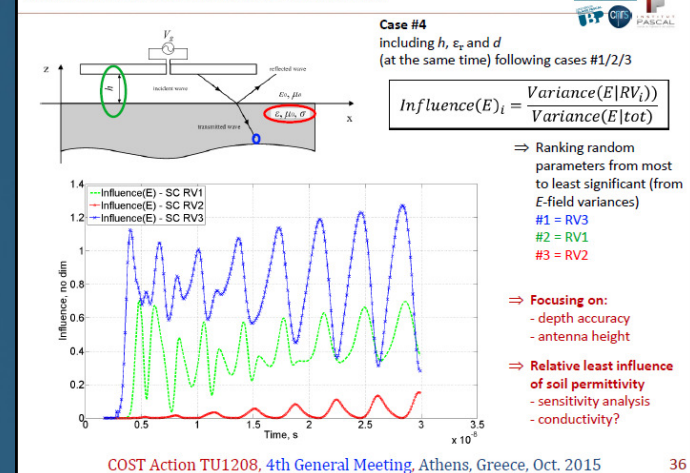 PASCAL
Case #4
including h, εr and d
(at the same time) following cases #1/2/3
Influence(E)i = Variance(E|RVi)) / Variance(E|tot)
⇒ Ranking random
parameters from most
to least significant (from
E-field variances)
#1 = RV3
#2 = RV1
#3 = RV2
⇒ Focusing on:
- depth accuracy
- antenna height
⇒ Relative least influence
of soil permittivity
- sensitivity analysis
- conductivity?
Vg
z
h
incident wave
reflected wave
ε0, μ0
x
ε, μ0, σ
transmitted wave
Influence(E) - SC RV1
Influence(E) - SC RV2
Influence(E) - SC RV3
Influence, no dim
1.4
1.2
1
0.8
0.6
0.4
0.2
0
0 0.5 1 1.5 2 2.5 3 3.5
Time, s
x 10⁻⁸
COST Action TU1208, 4th General Meeting, Athens, Greece, Oct. 2015 36